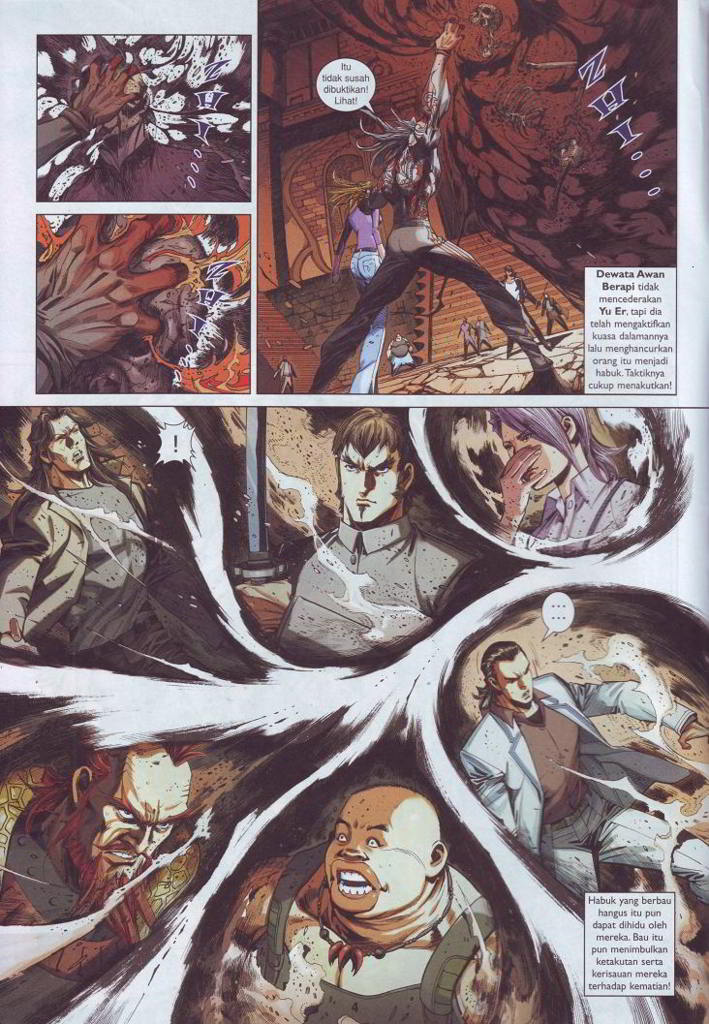 ZHI...
ZHI...
Itu
tidak susah
dibuktikan!
Lihat!
ZHI...
Dewata Awan
Berapi tidak
mencederakan
Yu Er, tapi dia
telah mengaktifkan
kuasa dalamannya
lalu menghancurkan
orang itu menjadi
habuk. Taktiknya
cukup menakutkan!
!
...
...
Habuk yang berbau
hangus itu pun
dapat dihidu oleh
mereka. Bau itu
pun menimbulkan
ketakutan serta
kerisauan mereka
terhadap kematian!